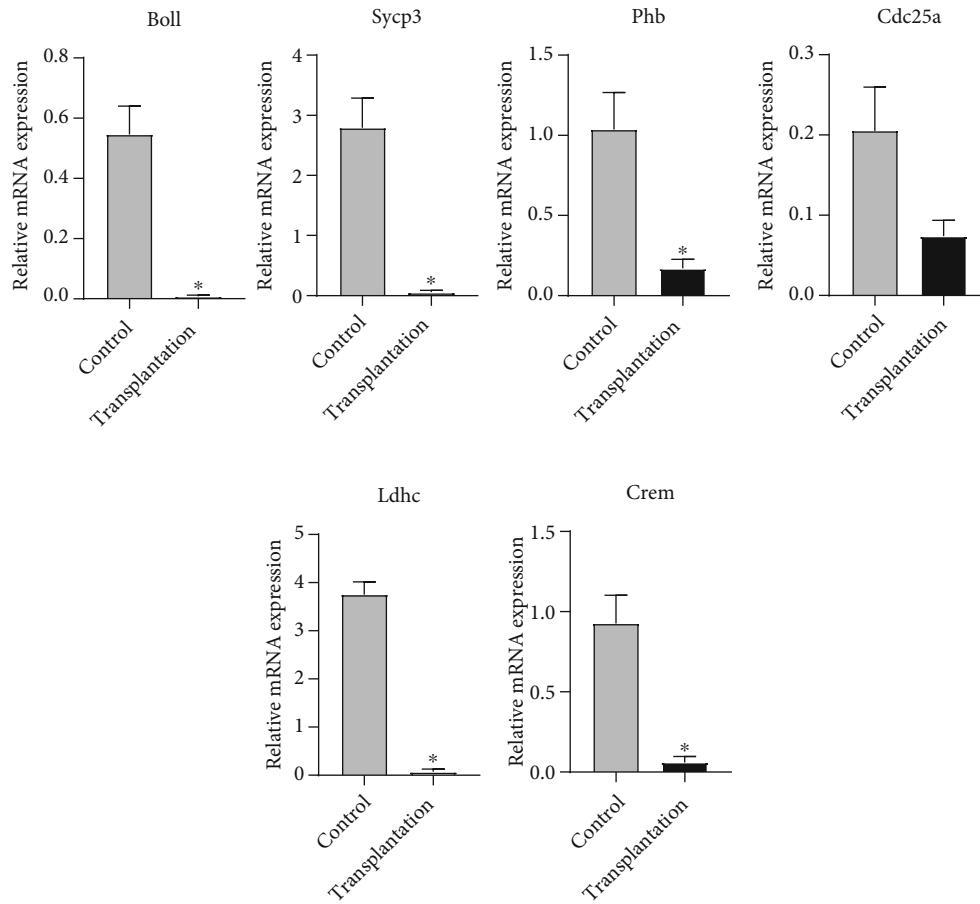 Boll
Relative mRNA expression
0.8
0.6
0.4
0.2
0.0
*
Control
Transplantation
Sycp3
Relative mRNA expression
4
3
2
1
0
*
Control
Transplantation
Phb
Relative mRNA expression
1.5
1.0
0.5
0.0
*
Control
Transplantation
Cdc25a
Relative mRNA expression
0.3
0.2
0.1
0.0
Control
Transplantation
Ldhc
Relative mRNA expression
5
4
3
2
1
0
*
Control
Transplantation
Crem
Relative mRNA expression
1.5
1.0
0.5
0.0
*
Control
Transplantation